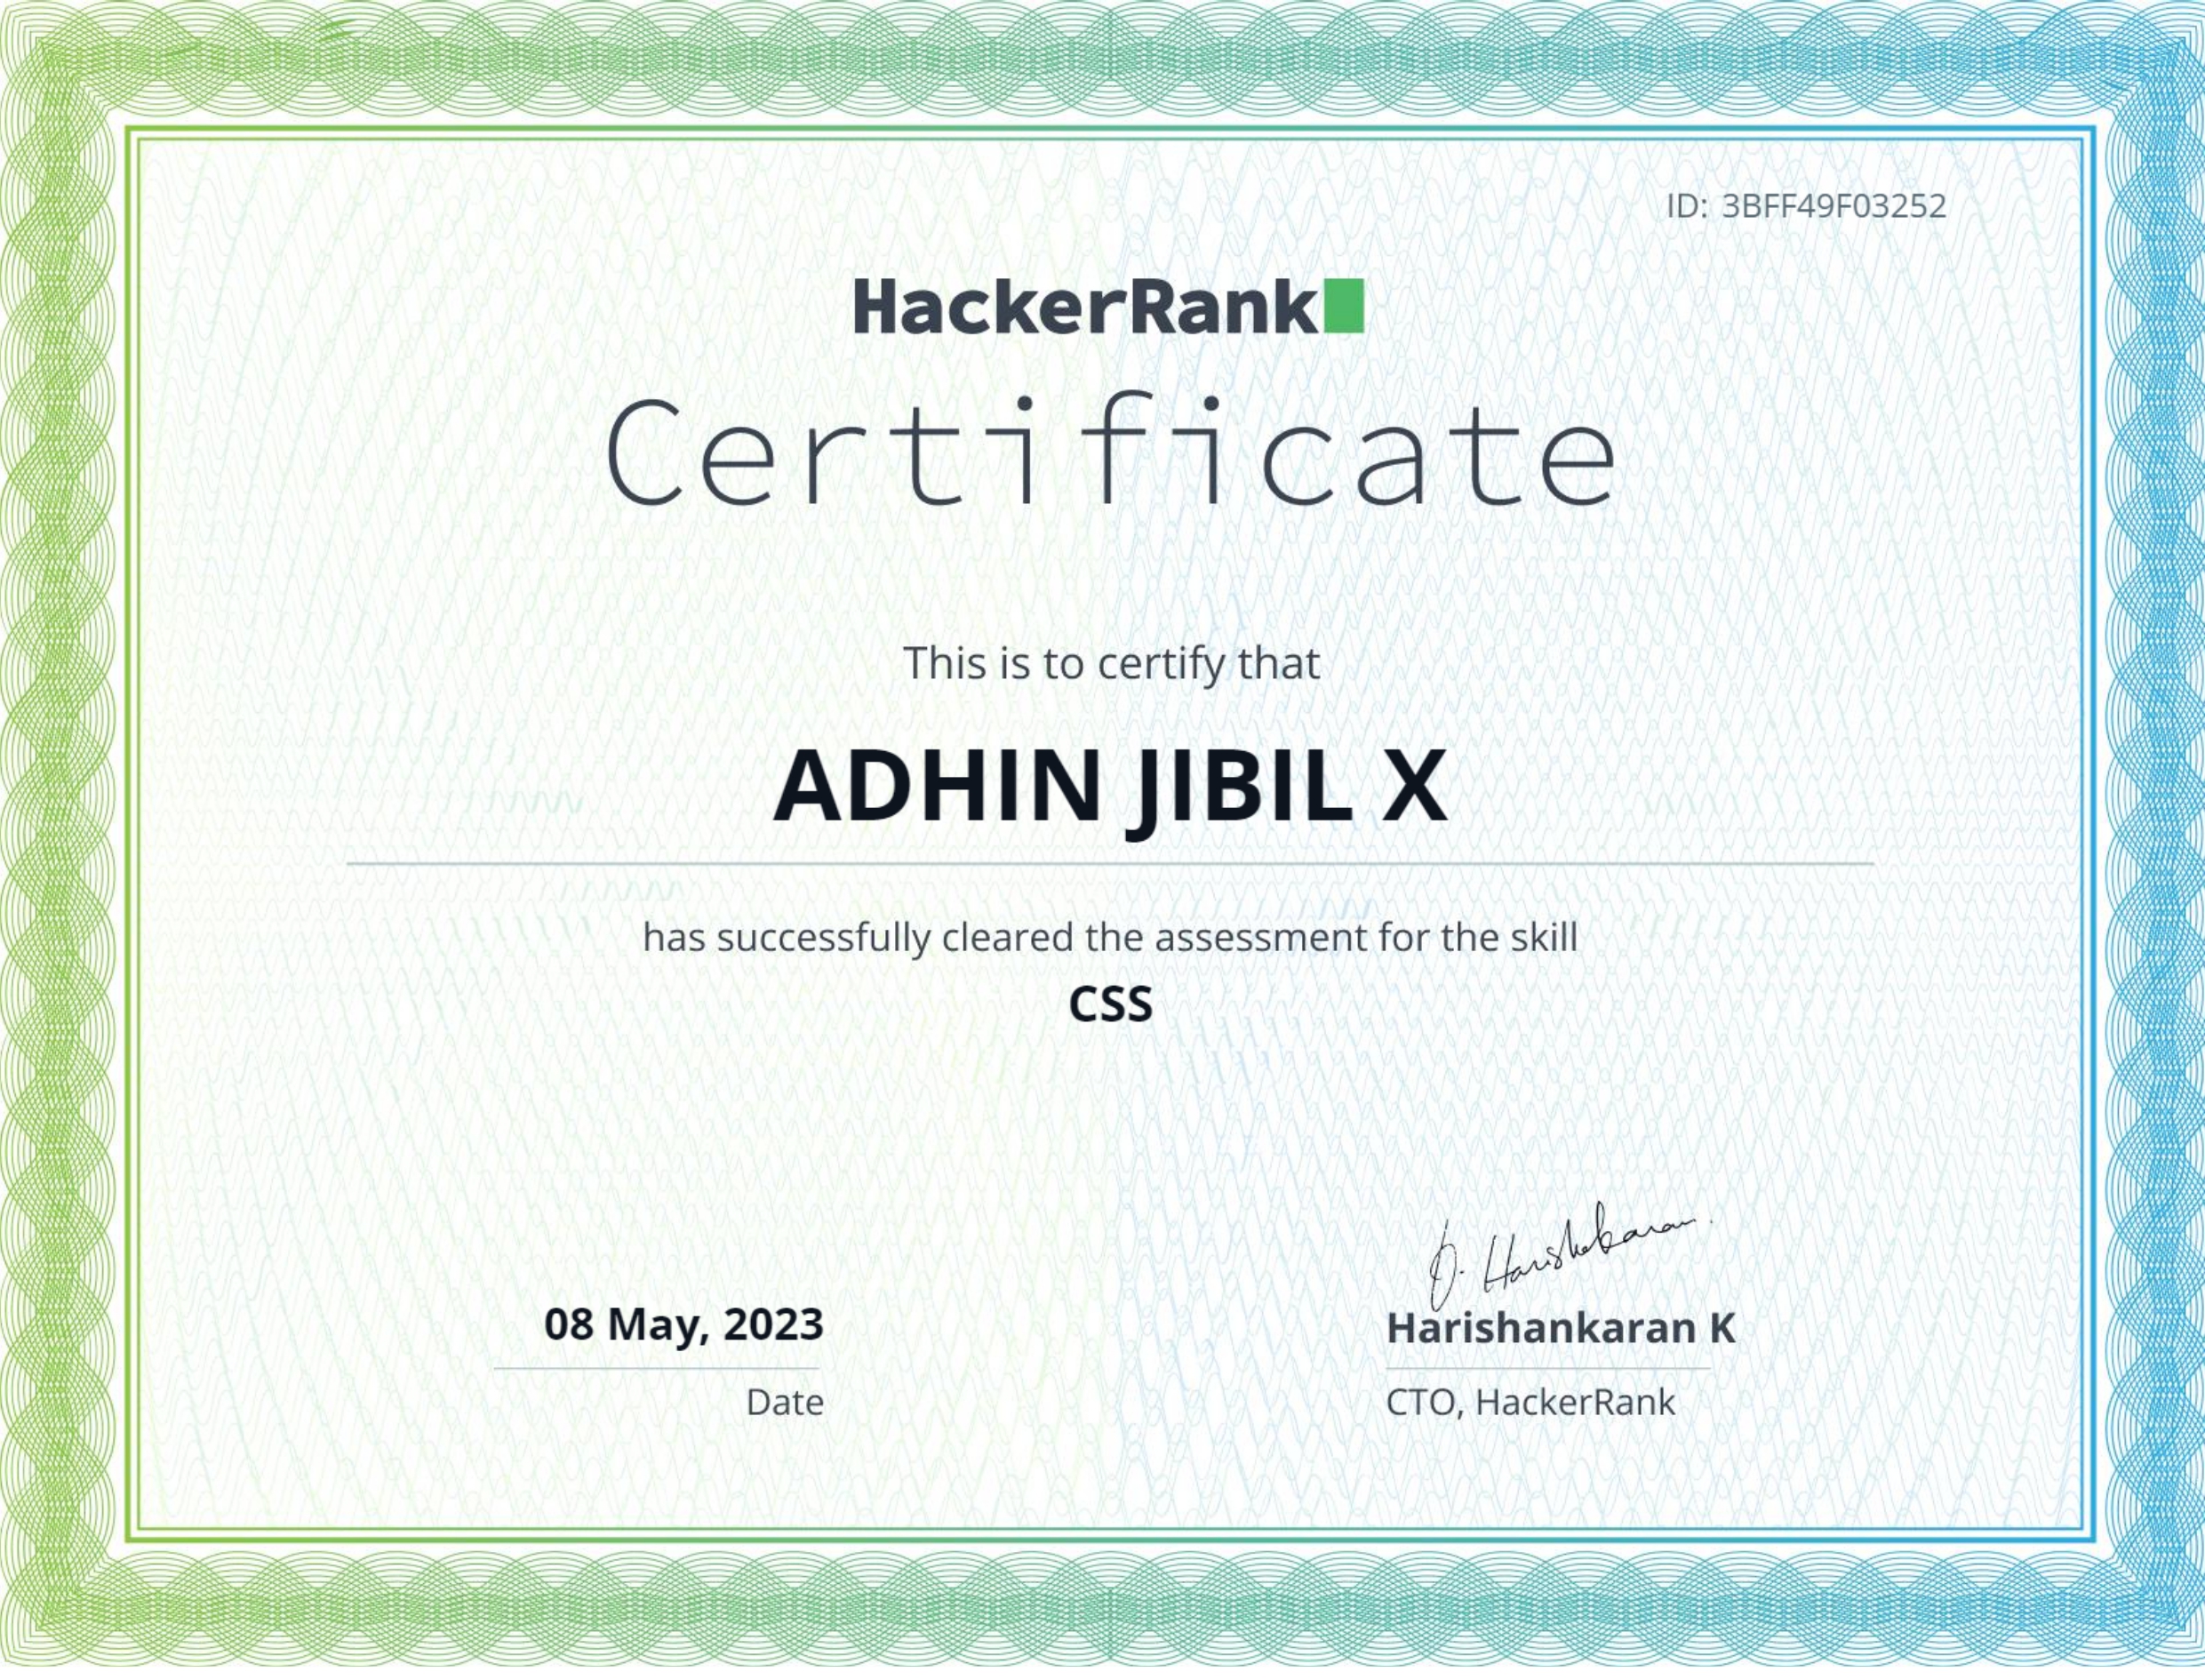 ID: 3BFF49F03252
HackerRank
Certificate
This is to certify that
ADHIN JIBIL X
has successfully cleared the assessment for the skill
CSS
08 May, 2023
Date
Harishankaran K
CTO, HackerRank